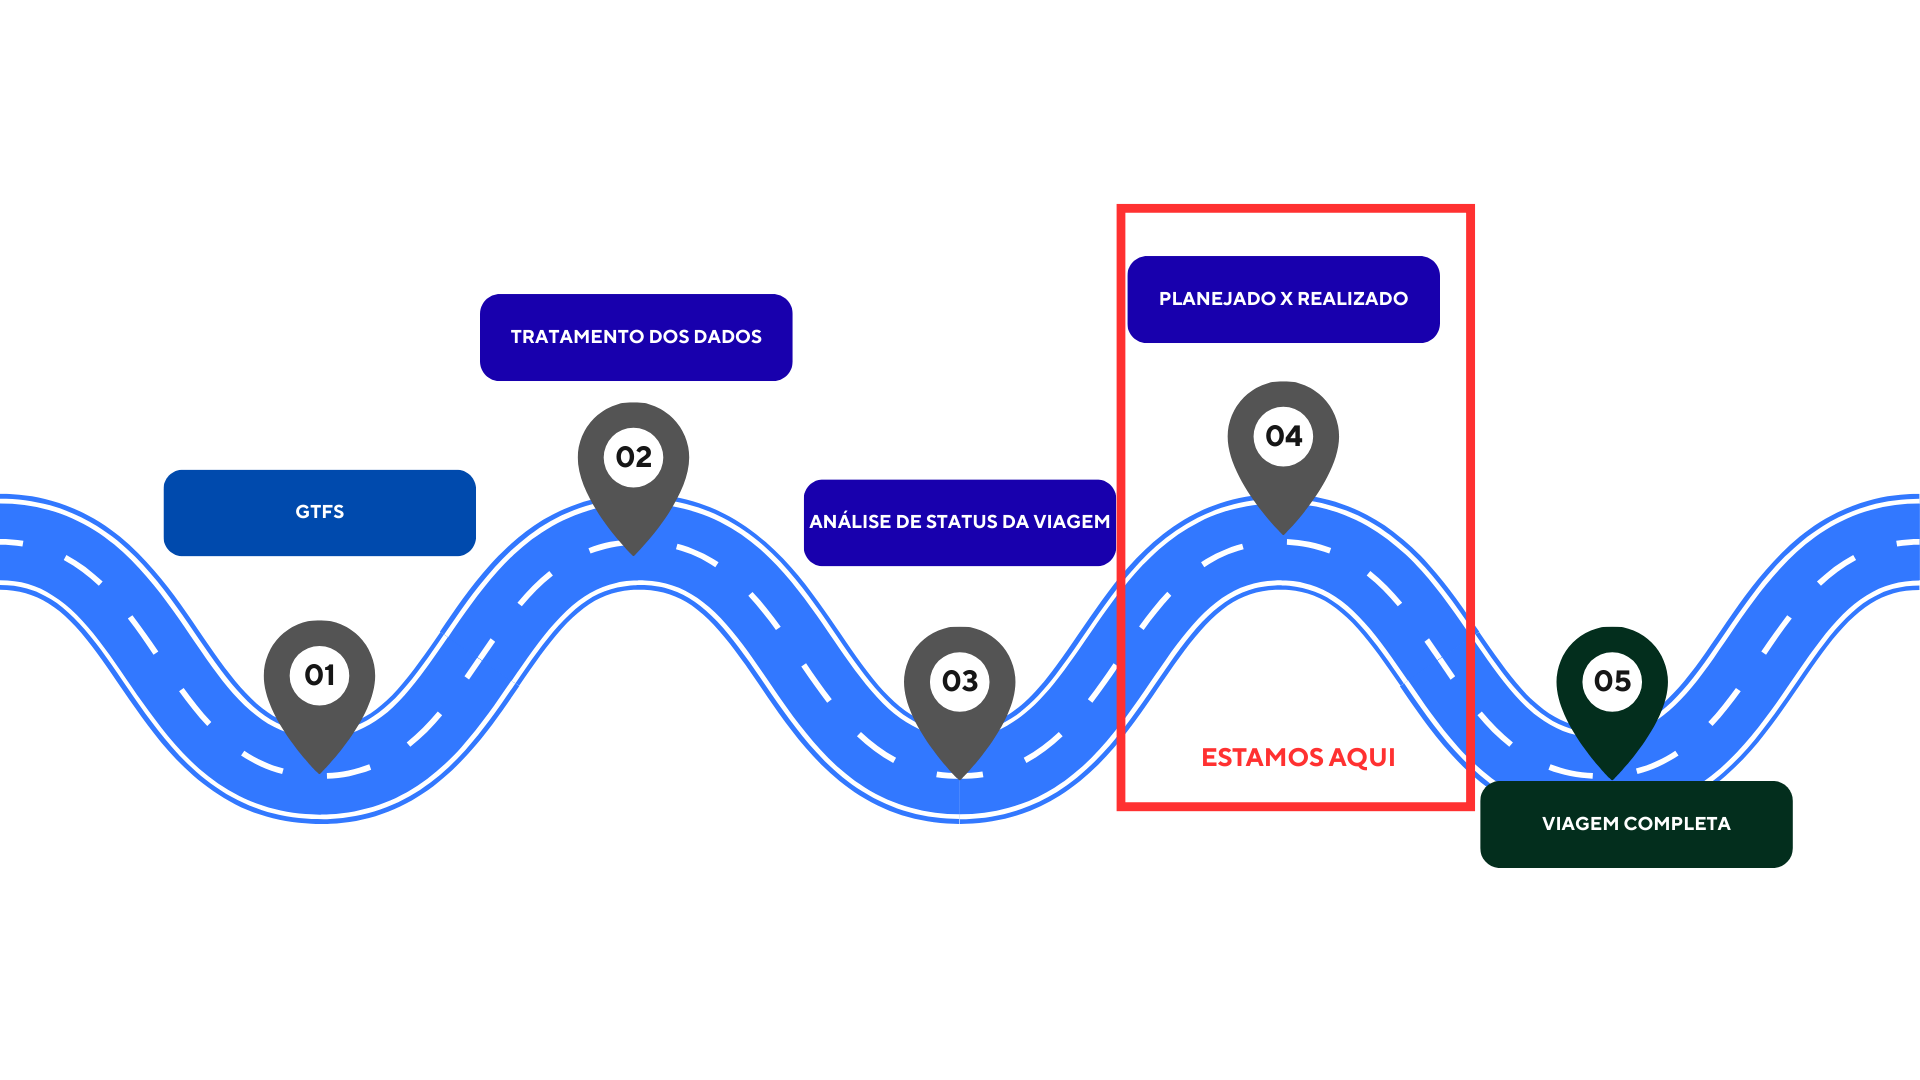 GTFS
01
TRATAMENTO DOS DADOS
02
ANÁLISE DE STATUS DA VIAGEM
03
PLANEJADO X REALIZADO
04
ESTAMOS AQUI
05
VIAGEM COMPLETA